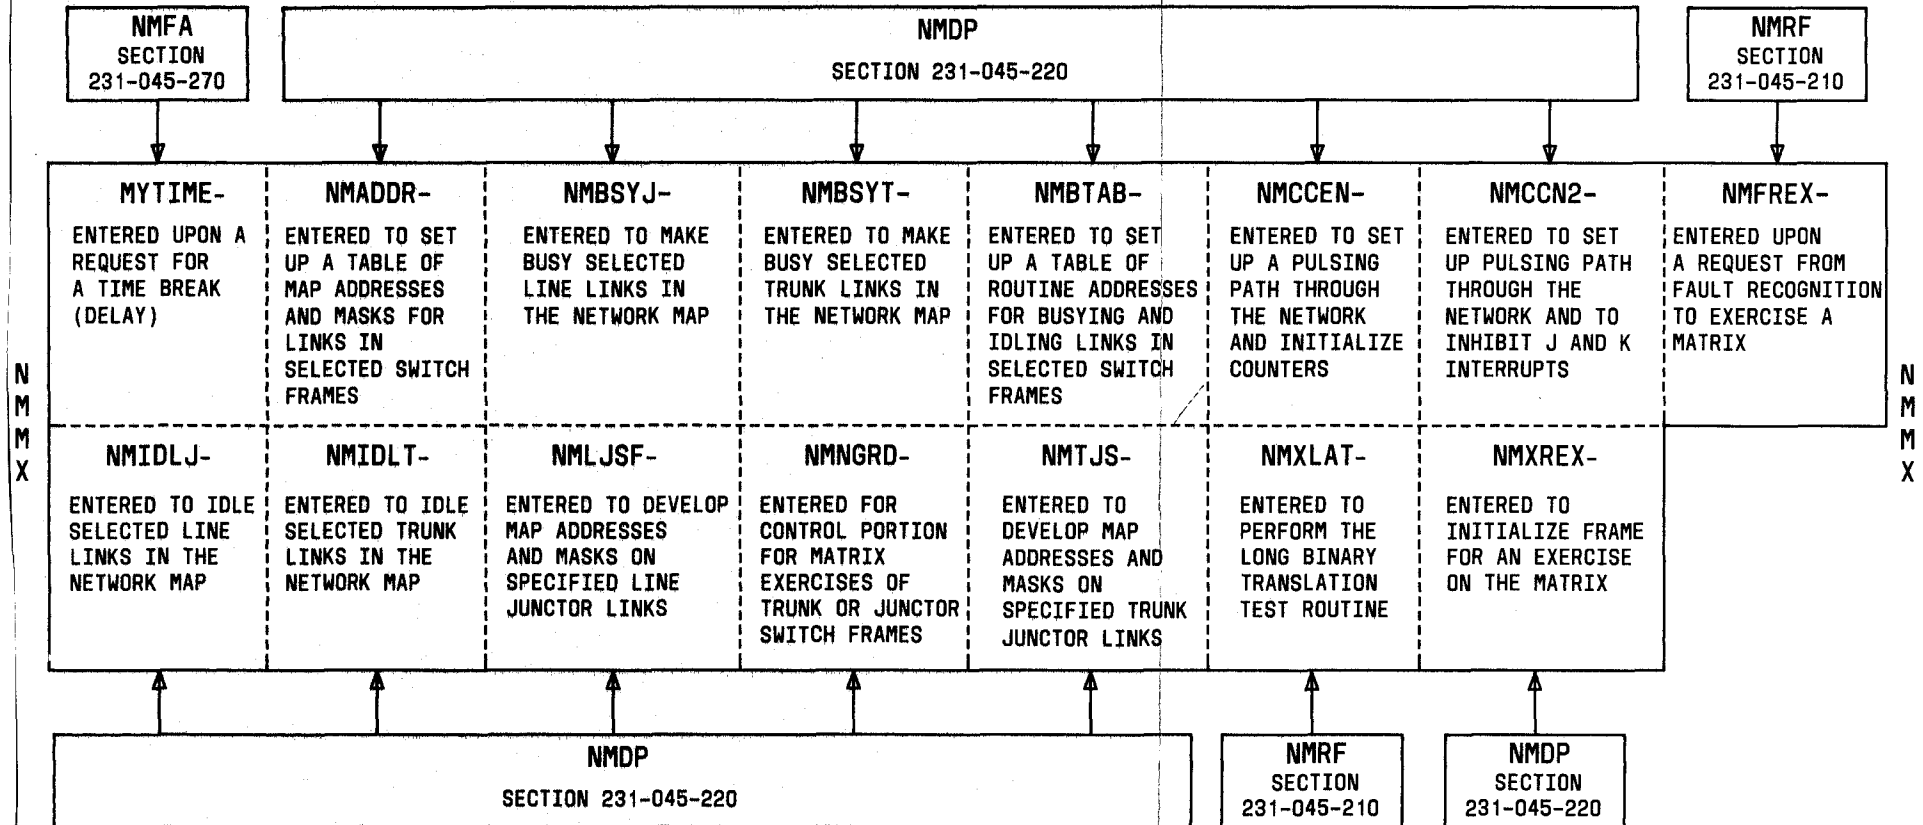 NMFA
SECTION
231-045-270
NMDP
SECTION 231-045-220
NMRF
SECTION
231-045-210
MYTIME-
ENTERED UPON A
REQUEST FOR
A TIME BREAK
(DELAY)
NMADDR-
ENTERED TO SET
UP A TABLE OF
MAP ADDRESSES
AND MASKS FOR
LINKS IN
SELECTED SWITCH
FRAMES
NMBSYJ-
ENTERED TO MAKE
BUSY SELECTED
LINE LINKS IN
THE NETWORK MAP
NMBSYT-
ENTERED TO MAKE
BUSY SELECTED
TRUNK LINKS IN
THE NETWORK MAP
NMBTAB-
ENTERED TO SET
UP A TABLE OF
ROUTINE ADDRESSES
FOR BUSYING AND
IDLING LINKS IN
SELECTED SWITCH
FRAMES
NMCCEN-
ENTERED TO SET
UP A PULSING
PATH THROUGH
THE NETWORK
AND INITIALIZE
COUNTERS
NMCCN2-
ENTERED TO SET
UP PULSING PATH
THROUGH THE
NETWORK AND TO
INHIBIT J AND K
INTERRUPTS
NMFREX-
ENTERED UPON
A REQUEST FROM
FAULT RECOGNITION
TO EXERCISE A
MATRIX
N
M
M
X
N
M
M
X
NMIDLJ-
ENTERED TO IDLE
SELECTED LINE
LINKS IN THE
NETWORK MAP
NMIDLT-
ENTERED TO IDLE
SELECTED TRUNK
LINKS IN THE
NETWORK MAP
NMLJSF-
ENTERED TO DEVELOP
MAP ADDRESSES
AND MASKS ON
SPECIFIED LINE
JUNCTOR LINKS
NMNGRD-
ENTERED FOR
CONTROL PORTION
FOR MATRIX
EXERCISES OF
TRUNK OR JUNCTOR
SWITCH FRAMES
NMTJS-
ENTERED TO
DEVELOP MAP
ADDRESSES AND
MASKS ON
SPECIFIED TRUNK
JUNCTOR LINKS
NMXLAT-
ENTERED TO
PERFORM THE
LONG BINARY
TRANSLATION
TEST ROUTINE
NMXREX-
ENTERED TO
INITIALIZE FRAME
FOR AN EXERCISE
ON THE MATRIX
NMDP
SECTION 231-045-220
NMRF
SECTION
231-045-210
NMDP
SECTION
231-045-220